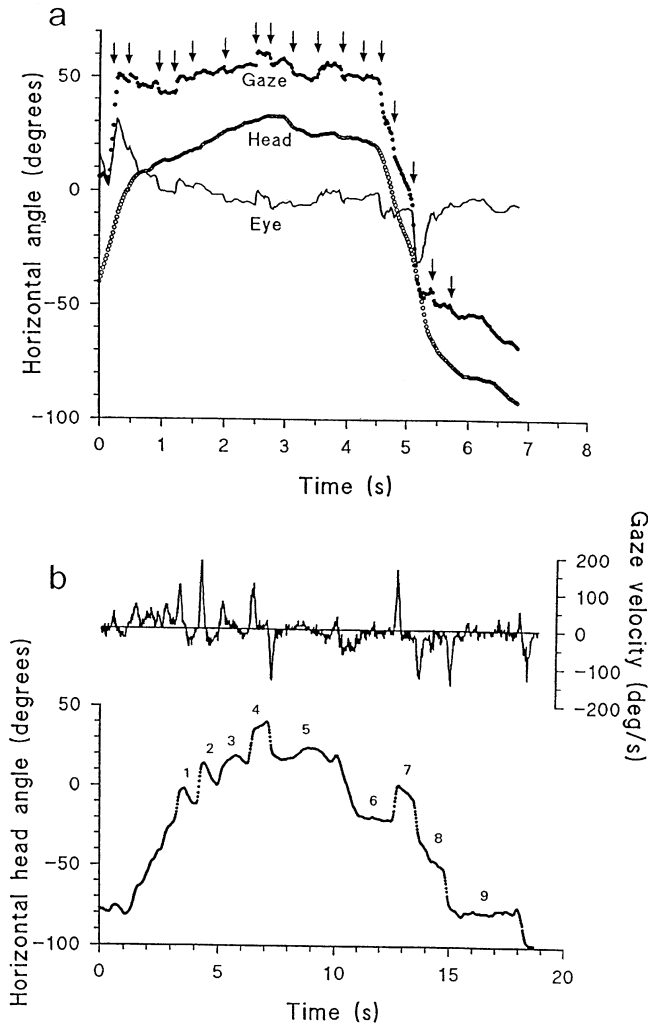 a
Horizontal angle (degrees)
50
0
−50
−100
Gaze
Head
Eye
0 1 2 3 4 5 6 7 8
Time (s)
b
200
100
0
−100
−200
Gaze velocity (deg/s)
Horizontal head angle (degrees)
50
0
−50
−100
1 2 3 4 5 6 7 8 9
0 5 10 15 20
Time (s)